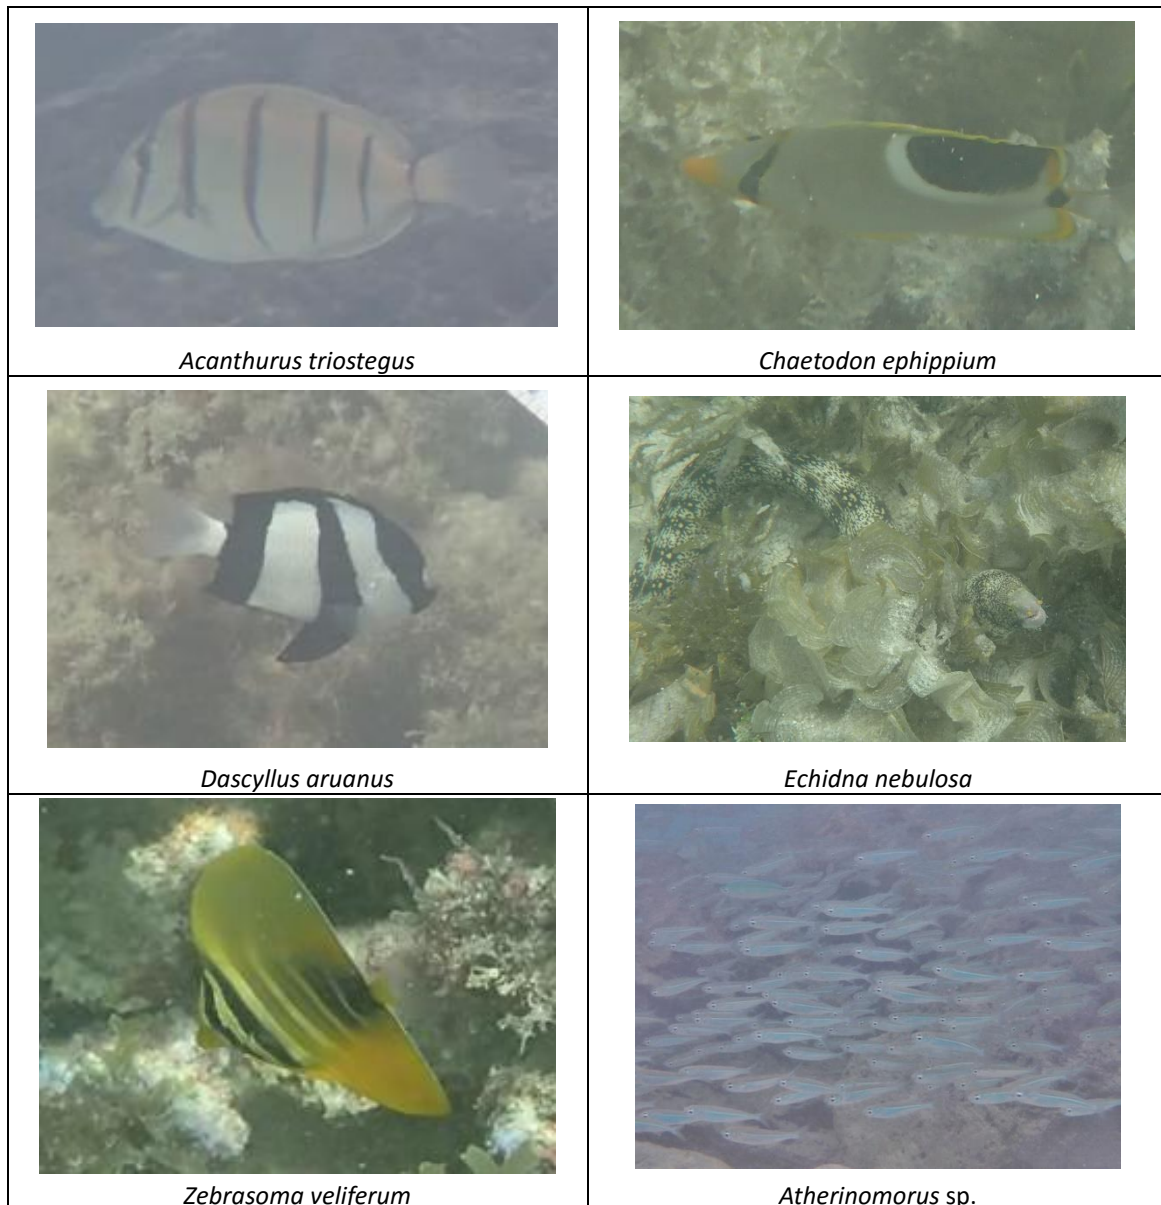 Acanthurus triostegus
Chaetodon ephippium
Dascyllus aruanus
Echidna nebulosa
Zebrasoma veliferum
Atherinomorus sp.